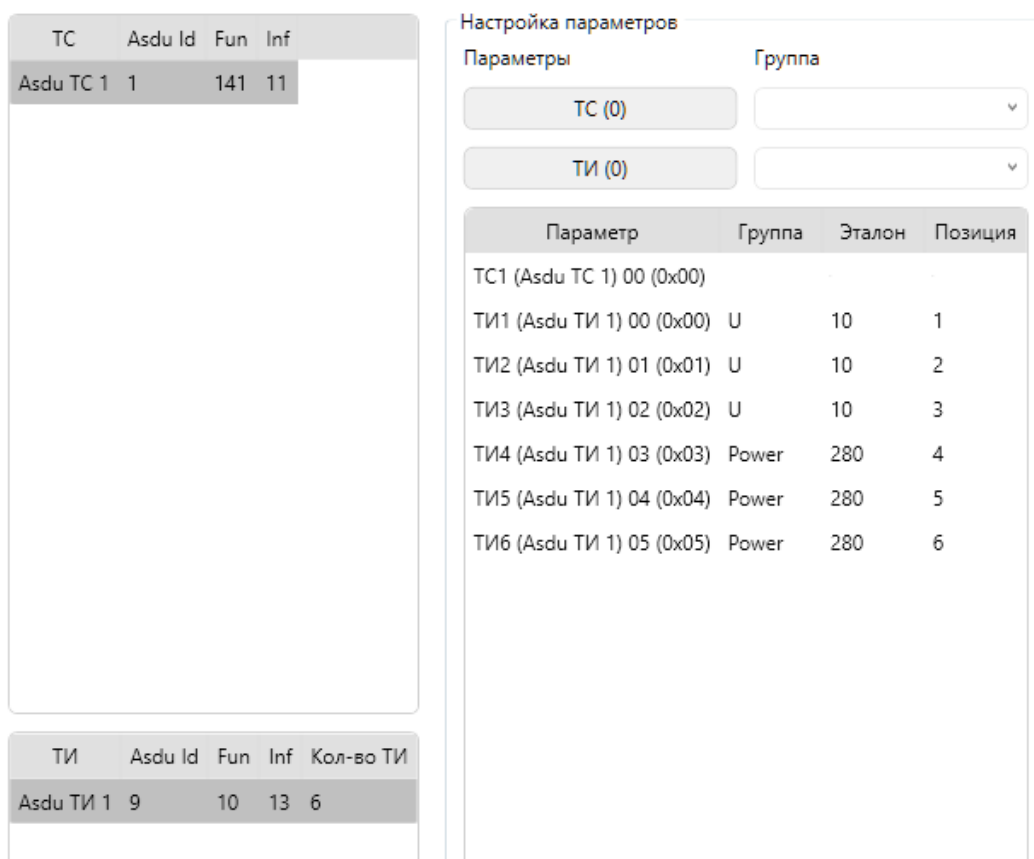 ТС Asdu Id Fun Inf
Asdu ТС 1 1 141 11
ТИ Asdu Id Fun Inf Кол-во ТИ
Asdu ТИ 1 9 10 13 6
Настройка параметров
Параметры Группа
ТС (0)
ТИ (0)
Параметр Группа Эталон Позиция
ТС1 (Asdu ТС 1) 00 (0x00)
ТИ1 (Asdu ТИ 1) 00 (0x00) U 10 1
ТИ2 (Asdu ТИ 1) 01 (0x01) U 10 2
ТИ3 (Asdu ТИ 1) 02 (0x02) U 10 3
ТИ4 (Asdu ТИ 1) 03 (0x03) Power 280 4
ТИ5 (Asdu ТИ 1) 04 (0x04) Power 280 5
ТИ6 (Asdu ТИ 1) 05 (0x05) Power 280 6